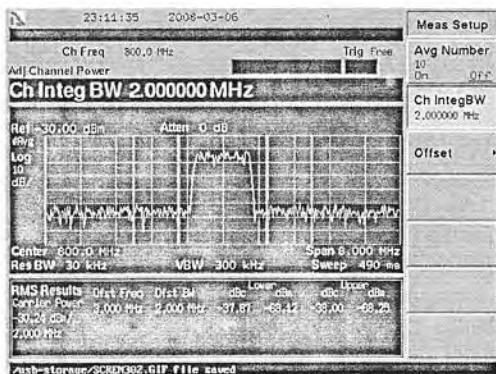 23:11:35 2008-03-06
Meas Setup
Ch Freq 800.0 MHz Trig Free
Adj Channel Power
Avg Number
10
On Off
Ch Integ BW 2.000000 MHz
Ch IntegBW
2.000000 MHz
Ref -30.00 dBm Atten 0 dB
Offset
Log
10
dB/
Center 800.0 MHz Span 8.000 MHz
Res BW 30 kHz VBW 300 kHz Sweep 490 ms
RMS Results Ofst Freq Ofst BW dBc Lower dBm dBc Upper dBm
Carrier Power 3.000 MHz 2.000 MHz -37.87 -68.12 -38.00 -68.25
-30.24 dBm/
2.000 MHz
/usb-storage/SCREN302.GIF file saved